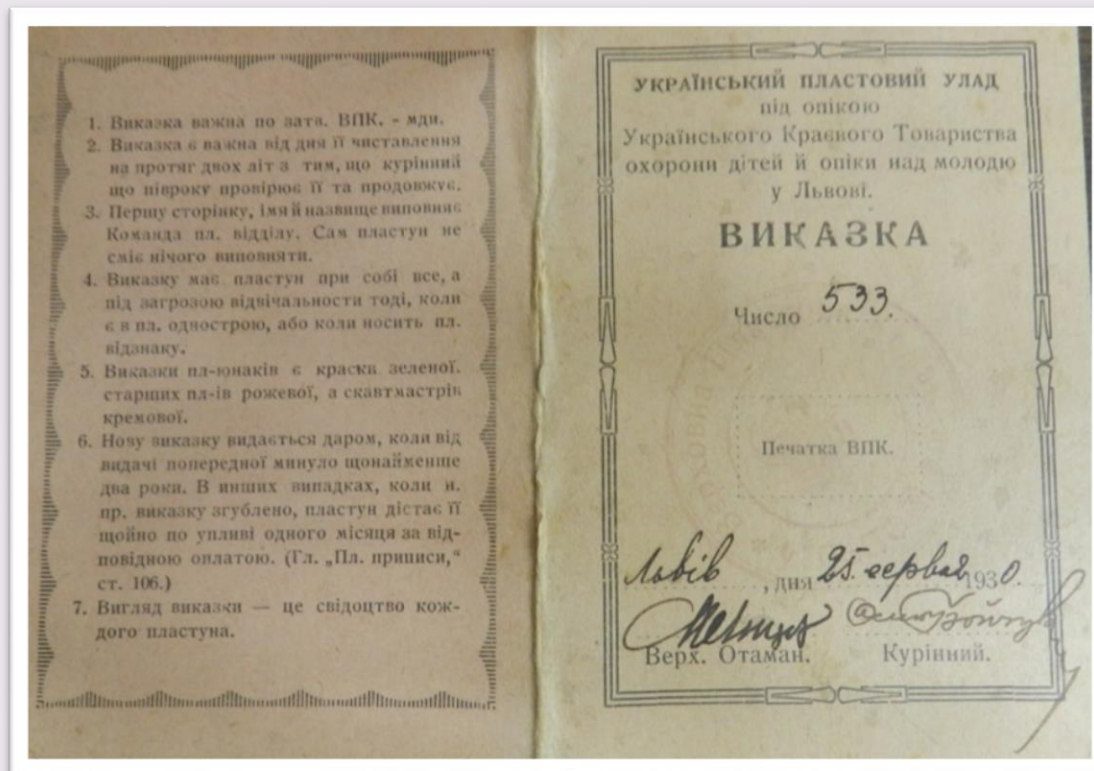 1. Виказка важна по затв. ВПК. - мди.
2. Виказка є важна від дня її виставлення
на протяг двох літ з тим, що курінний
що півроку провірює її та продовжує.
3. Першу сторінку, імя й назвище виповняє
Команда пл. відділу. Сам пластун не
сміє нічого виповняти.
4. Виказку має пластун при собі все, а
під загрозою відвічальности тоді, коли
є в пл. однострою, або коли носить пл.
відзнаку.
5. Виказки пл-юнаків є краски зеленої.
старших пл-ів рожевої, а скавтмастрів
кремової.
6. Нову виказку видається даром, коли від
видачі попередної минуло щонайменше
два роки. В инших випадках, коли н.
пр. виказку згублено, пластун дістає її
щойно по упливі одного місяця за від-
повідною оплатою. (Гл. „Пл. приписи,“
ст. 106.)
7. Вигляд виказки — це свідоцтво кож-
дого пластуна.
УКРАЇНСЬКИЙ ПЛАСТОВИЙ УЛАД
під опікою
Українського Краєвого Товариства
охорони дітей й опіки над молодю
у Львові.
ВИКАЗКА
Число 533.
Печатка ВПК.
Львів, дня 25. червня 1930.
Верх. Отаман. Курінний.